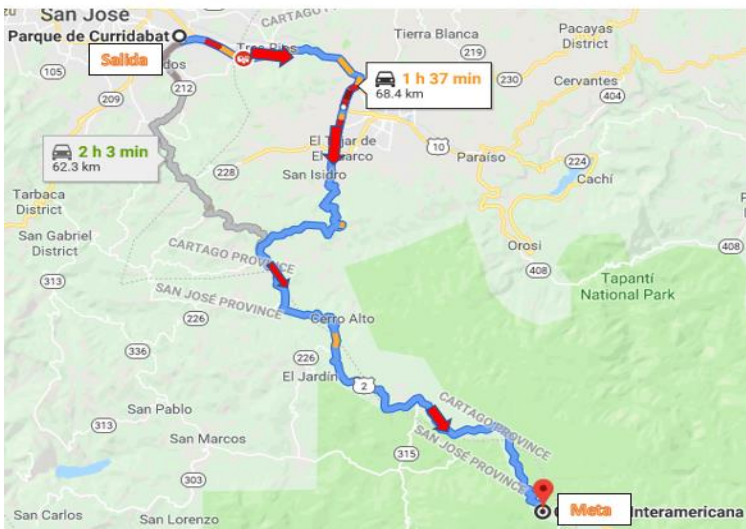 San José
Parque de Curridabat
Salida
Tres Ríos
CARTAGO PRO
Tierra Blanca
Pacayas
District
Cervantes
105
209
212
219
230
404
1 h 37 min
68.4 km
2 h 3 min
62.3 km
El Tejar de
El Guarco
San Isidro
10
Paraíso
224
Cachí
228
Tarbaca
District
San Gabriel
District
Orosi
408
408
Tapantí
National Park
CARTAGO PROVINCE
SAN JOSÉ PROVINCE
313
226
336
Cerro Alto
226
El Jardín
2
San Pablo
313
San Marcos
CARTAGO PROVINCE
SAN JOSÉ PROVINCE
315
303
San Carlos
San Lorenzo
Meta
Interamericana